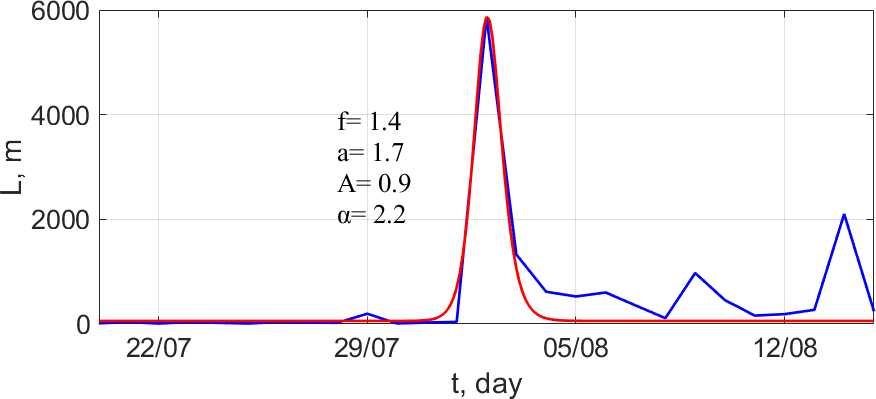 6000
4000
2000
0
L, m
f= 1.4
a= 1.7
A= 0.9
α= 2.2
22/07
29/07
05/08
12/08
t, day